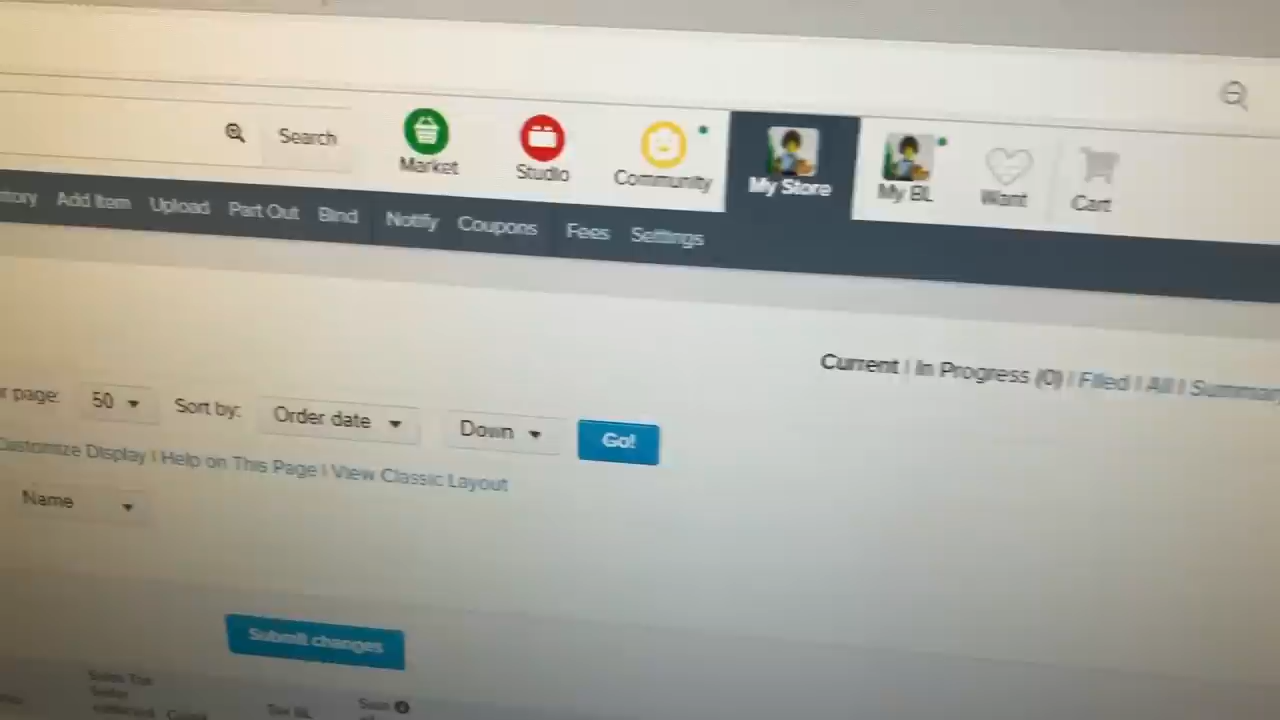 Search Market Studio Community My Store My BL Want Cart
Add Item Upload Part Out Bind Notify Coupons Fees Settings
Current | In Progress (0) | Filled | All | Summary
page: 50 Sort by: Order date Down Go!
Customize Display | Help on This Page | View Classic Layout
Name
Submit changes